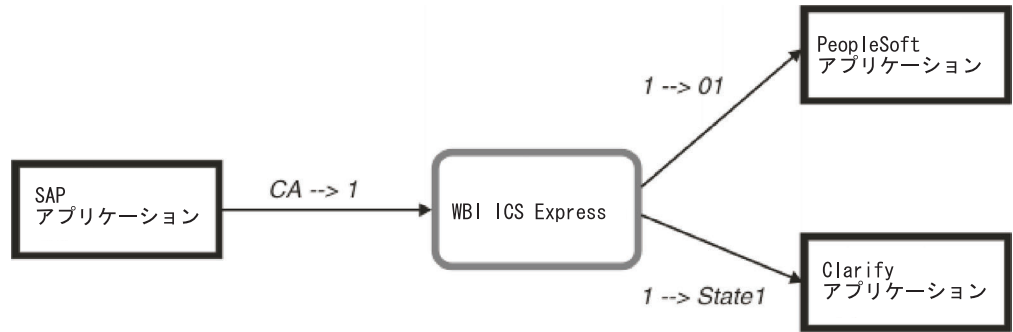 PeopleSoft
アプリケーション
1 --> 01
SAP
アプリケーション
CA --> 1
WBI ICS Express
Clarify
アプリケーション
1 --> State1